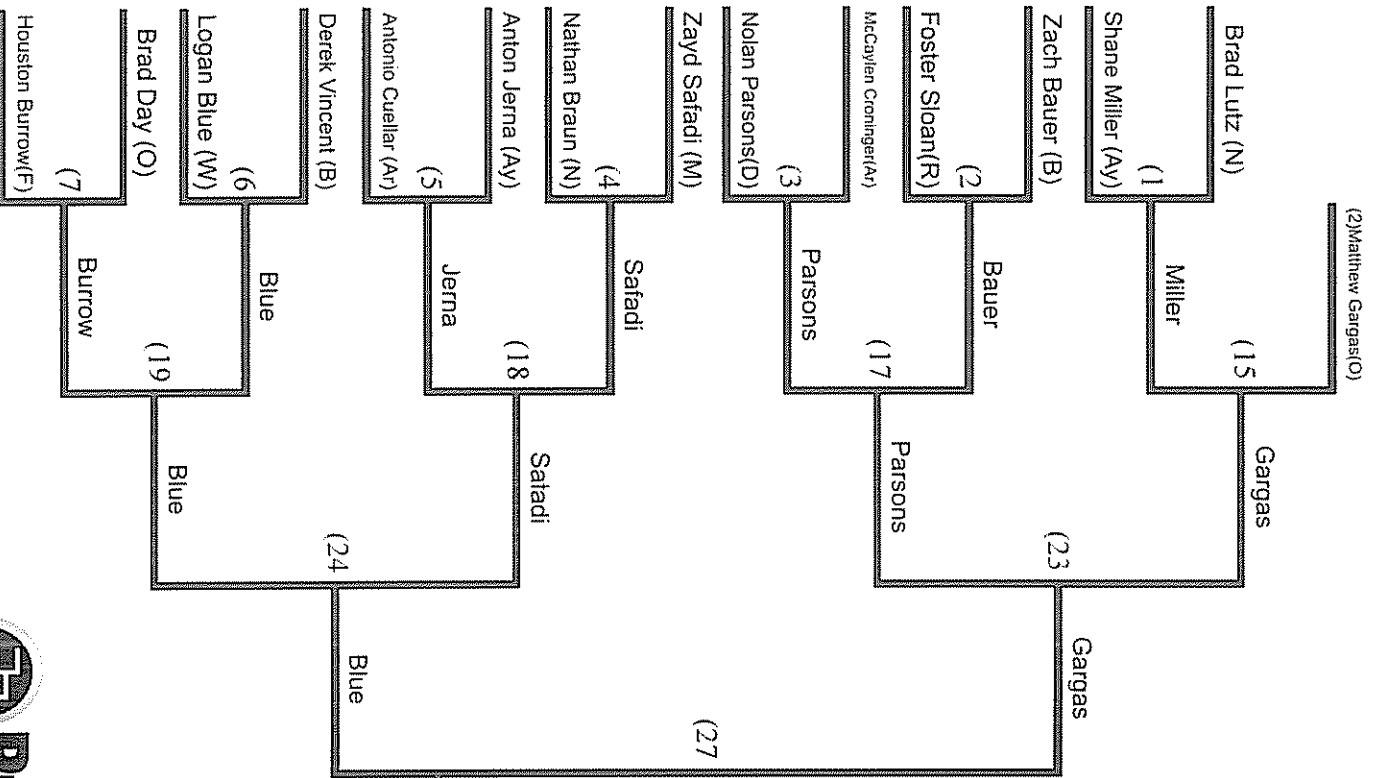 (2)Matthew Gargas(O)
Brad Lutz (N)
(15
Gargas
(1
Miller
Shane Miller (Ay)
(23
Gargas
Zach Bauer (B)
(2
Bauer
Foster Sloan(R)
(17
Parsons
McCaylen Croninger(Ar)
(3
Parsons
Nolan Parsons(D)
(27
Zayd Safadi (M)
(4
Safadi
Nathan Braun (N)
(18
Safadi
Anton Jerna (Ay)
(5
Jerna
Antonio Cuellar (Ar)
(24
Blue
Derek Vincent (B)
(6
Blue
Logan Blue (W)
(19
Blue
Brad Day (O)
(7
Burrow
Houston Burrow(F)